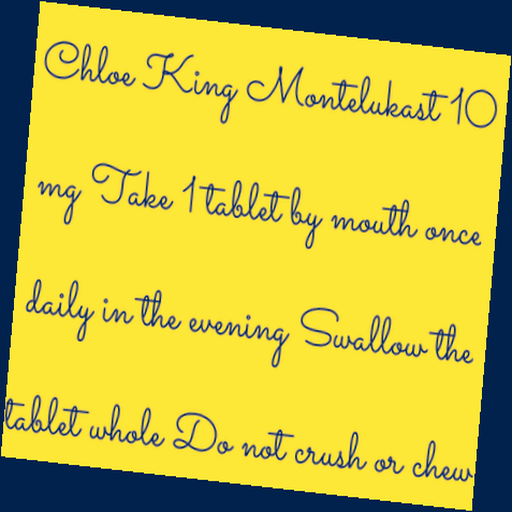 Chloe King Montelukast 10
mg Take 1 tablet by mouth once
daily in the evening Swallow the
tablet whole Do not crush or chew